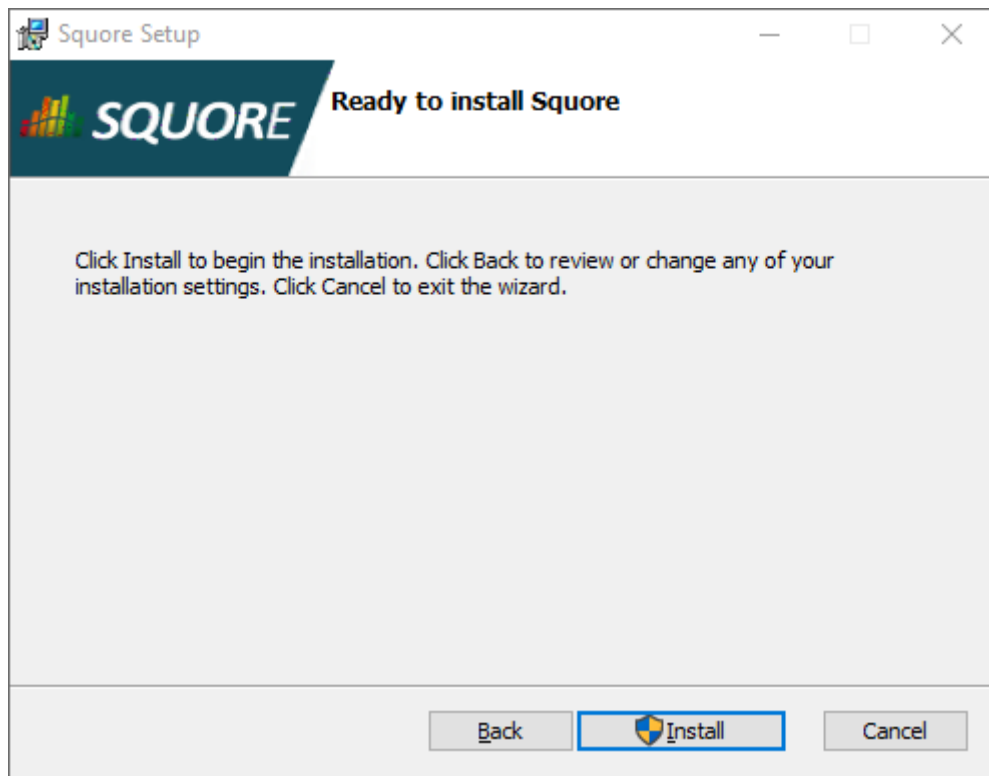 Squore Setup
SQUORE
Ready to install Squore
Click Install to begin the installation. Click Back to review or change any of your
installation settings. Click Cancel to exit the wizard.
Back
Install
Cancel